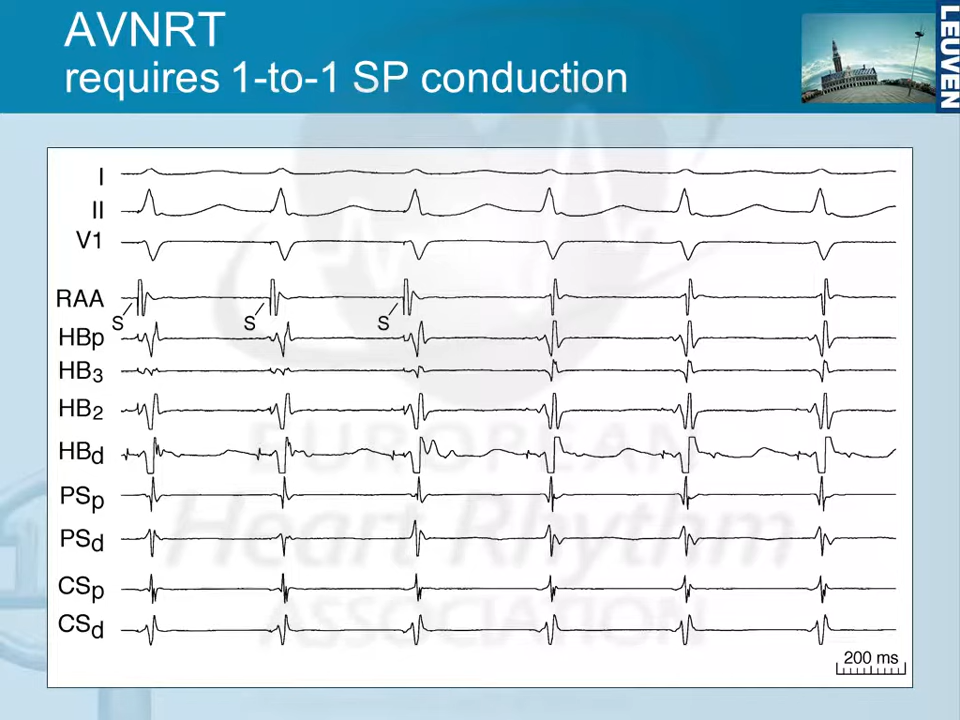 AVNRT
requires 1-to-1 SP conduction
LEUVEN
I
II
V1
RAA
S S S
HBp
HB3
HB2
HBd
PSp
PSd
CSp
CSd
200 ms
EUROPEAN
Heart Rhythm
ASSOCIATION